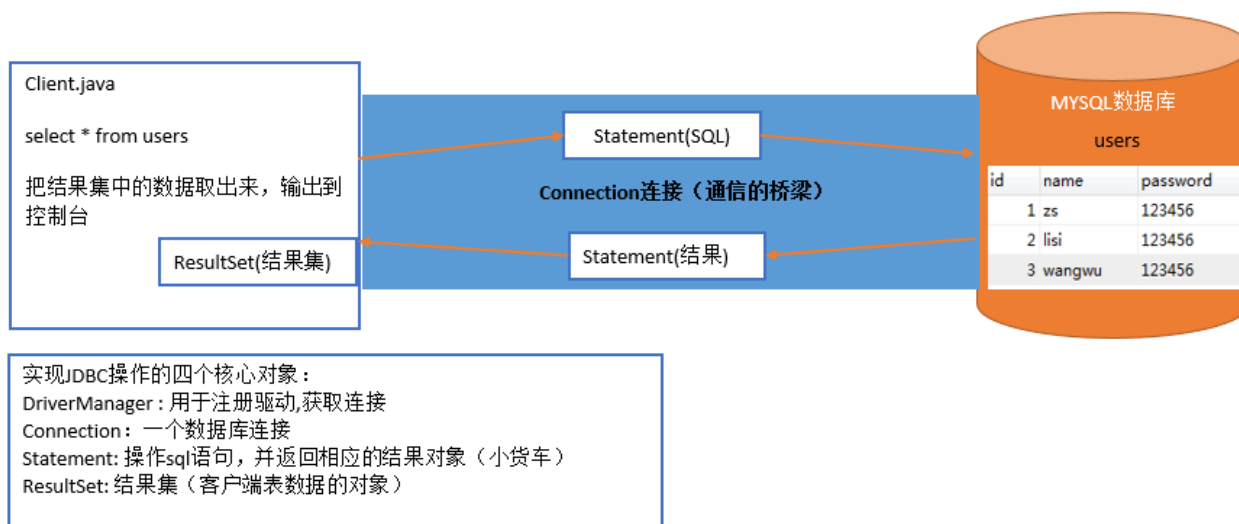 Client.java
select * from users
把结果集中的数据取出来，输出到
控制台
ResultSet(结果集)
Statement(SQL)
Connection连接（通信的桥梁）
Statement(结果)
MYSQL数据库
users
id name password
1 zs 123456
2 lisi 123456
3 wangwu 123456
实现JDBC操作的四个核心对象：
DriverManager : 用于注册驱动,获取连接
Connection：一个数据库连接
Statement: 操作sql语句，并返回相应的结果对象（小货车）
ResultSet: 结果集（客户端表数据的对象）